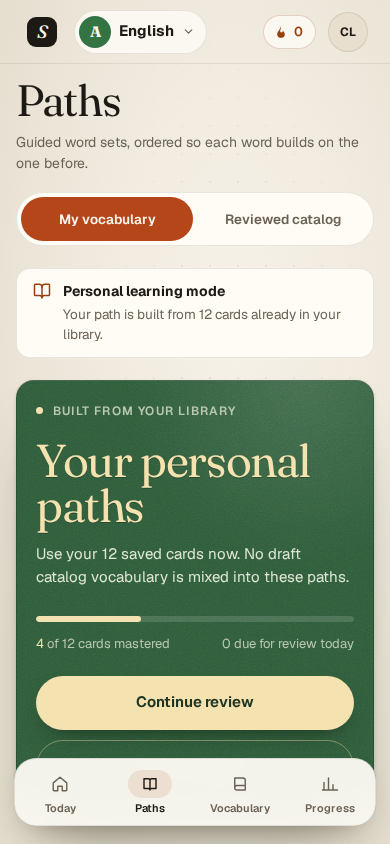 S
A English
0
CL
Paths
Guided word sets, ordered so each word builds on the
one before.
My vocabulary
Reviewed catalog
Personal learning mode
Your path is built from 12 cards already in your
library.
BUILT FROM YOUR LIBRARY
Your personal
paths
Use your 12 saved cards now. No draft
catalog vocabulary is mixed into these paths.
4 of 12 cards mastered
0 due for review today
Continue review
Today
Paths
Vocabulary
Progress